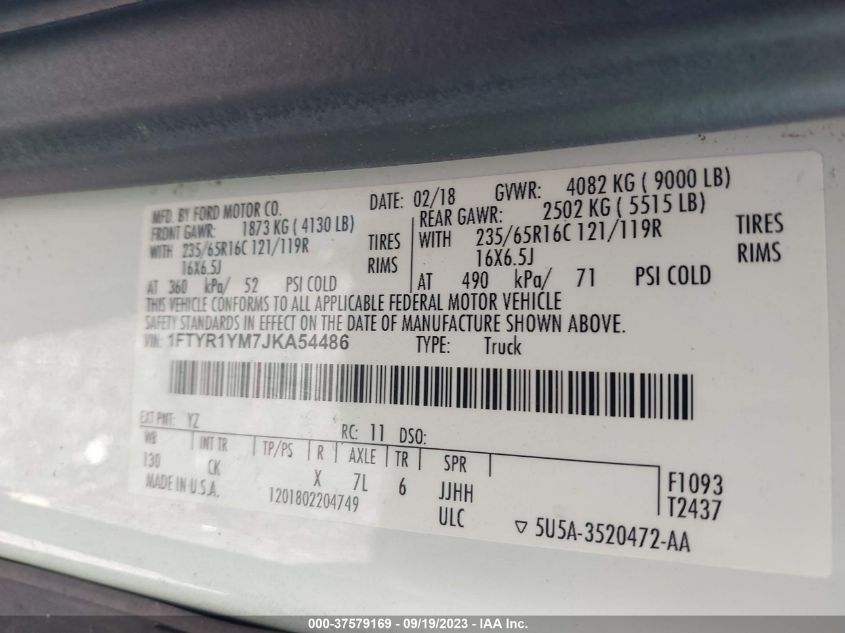 MFD. BY FORD MOTOR CO.
DATE: 02/18 GVWR: 4082 KG ( 9000 LB)
FRONT GAWR: 1873 KG ( 4130 LB)
REAR GAWR: 2502 KG ( 5515 LB)
WITH 235/65R16C 121/119R TIRES
WITH 235/65R16C 121/119R TIRES
16X6.5J RIMS
16X6.5J RIMS
AT 360 kPa/ 52 PSI COLD
AT 490 kPa/ 71 PSI COLD
THIS VEHICLE CONFORMS TO ALL APPLICABLE FEDERAL MOTOR VEHICLE
SAFETY STANDARDS IN EFFECT ON THE DATE OF MANUFACTURE SHOWN ABOVE.
VIN: 1FTYR1YM7JKA54486 TYPE: Truck
EXT PNT: YZ RC: 11 DSO:
WB INT TR TP/PS R AXLE TR SPR
130 CK X 7L 6 JJHH F1093
MADE IN U.S.A. 1201802204749 ULC T2437
▽ 5U5A-3520472-AA
000-37579169 - 09/19/2023 - IAA Inc.